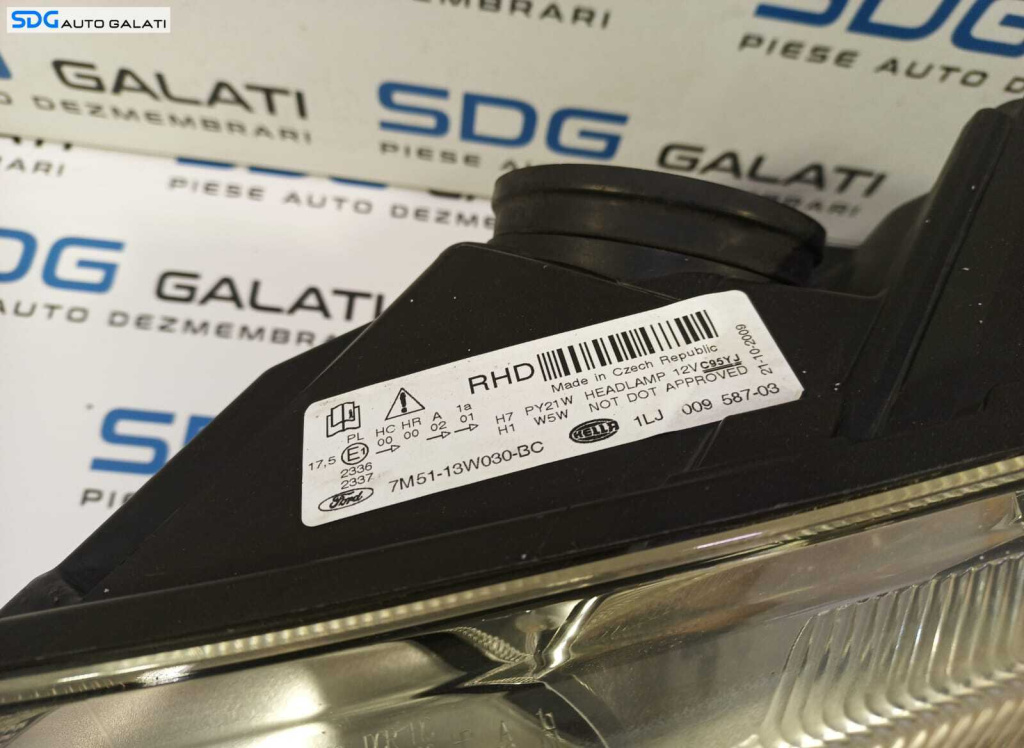 SDG AUTO GALATI
DEZMEMBRARI
SDG
PIESE AUTO
GALATI
DEZMEMBRARI
SDG
GALATI
PIESE
DEZMEMBRARI
PIESE AUTO DEZMEMBRARI
SDG GALATI
AUTO DEZMEMBRARI
RHD
Made in Czech Republic
HEADLAMP 12V C95YJ
NOT DOT APPROVED
21-10-2009
PL HC HR A 1a
17,5 E1 00 00 02 01
H7 PY21W
H1 W5W
2336
2337
Ford
7M51-13W030-BC
HELLA
1LJ 009 587-03